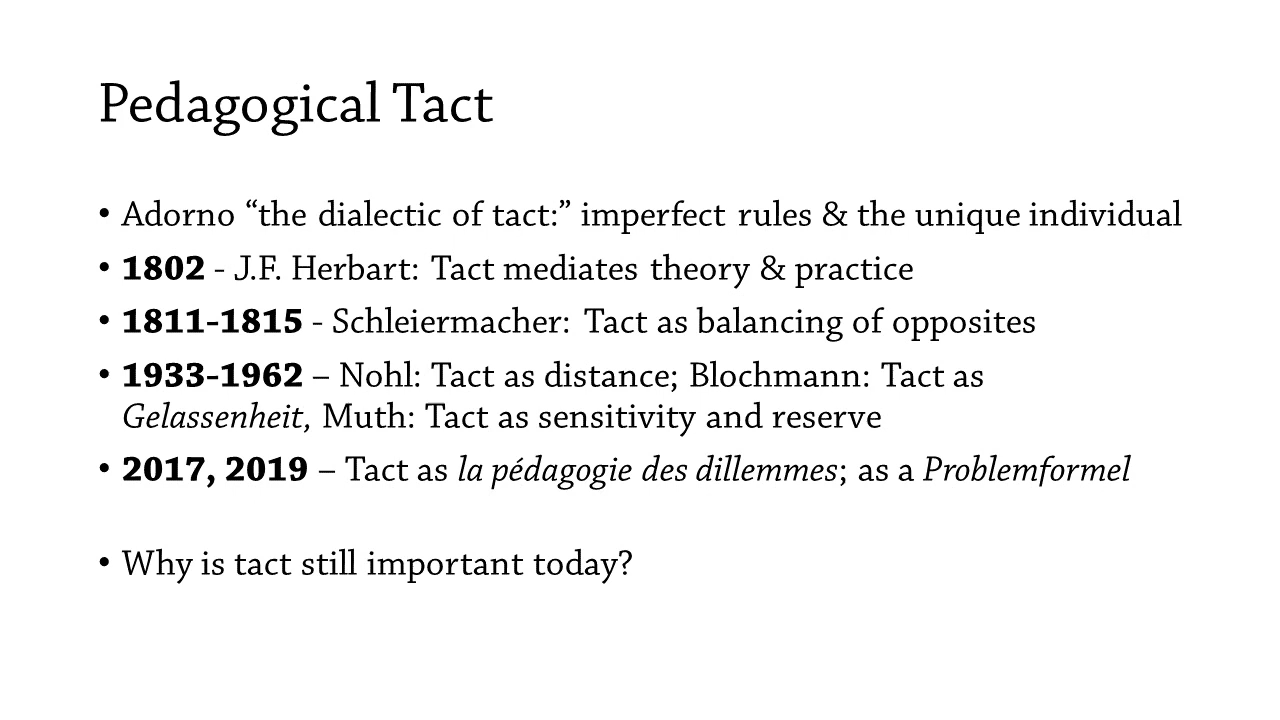 Pedagogical Tact
• Adorno “the dialectic of tact:” imperfect rules & the unique individual
• 1802 - J.F. Herbart: Tact mediates theory & practice
• 1811-1815 - Schleiermacher: Tact as balancing of opposites
• 1933-1962 – Nohl: Tact as distance; Blochmann: Tact as
Gelassenheit, Muth: Tact as sensitivity and reserve
• 2017, 2019 – Tact as la pédagogie des dillemmes; as a Problemformel
• Why is tact still important today?